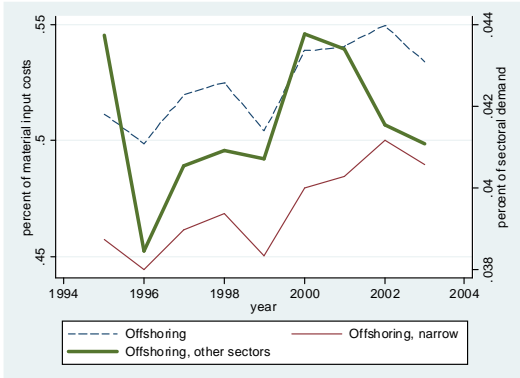 percent of material input costs
.55
.5
.45
percent of sectoral demand
.044
.042
.04
.038
1994 1996 1998 2000 2002 2004
year
Offshoring Offshoring, narrow
Offshoring, other sectors